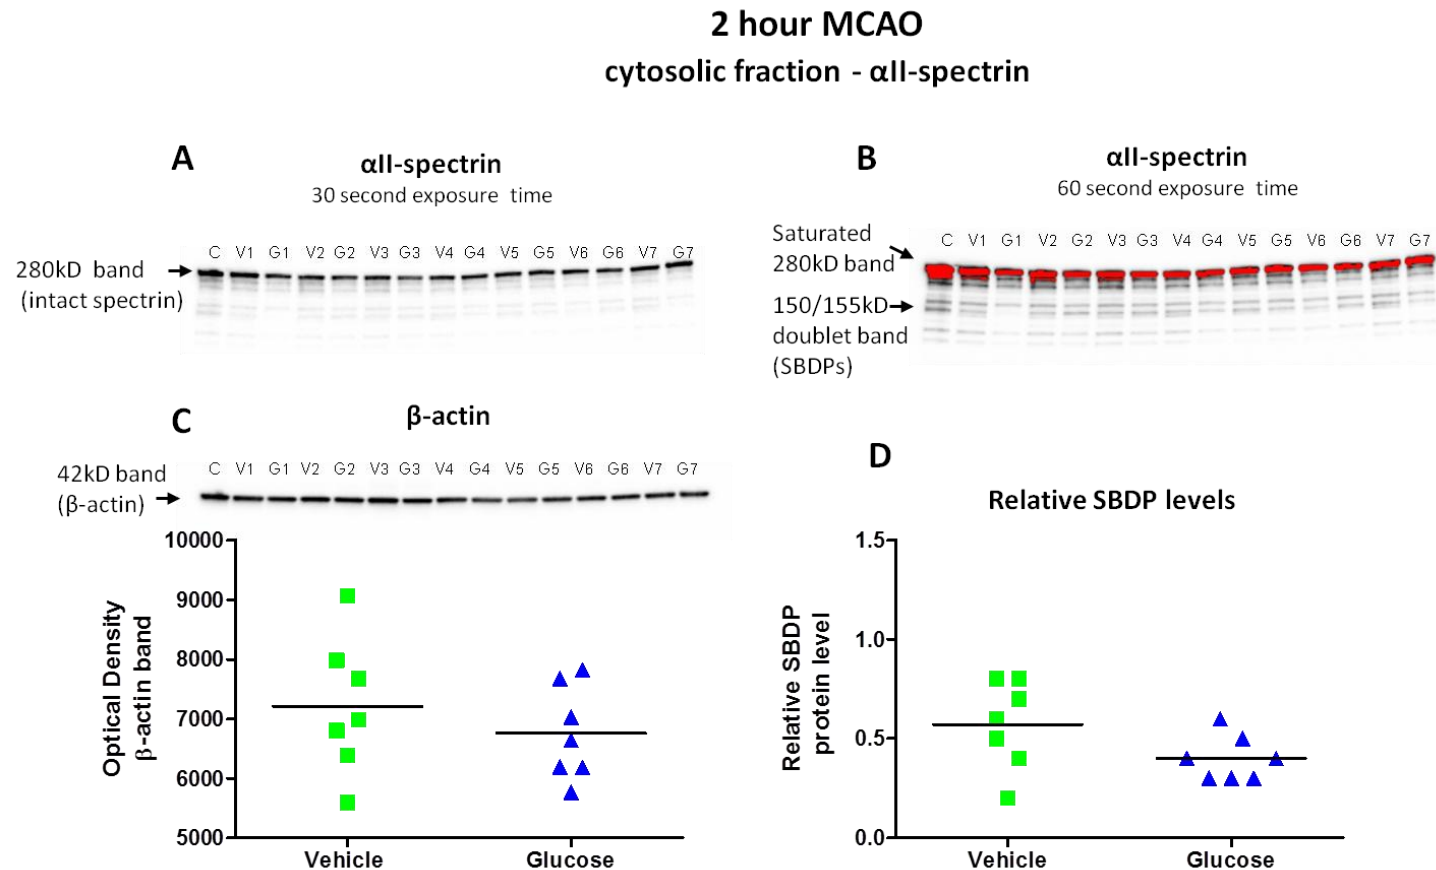 2 hour MCAO
cytosolic fraction - αII-spectrin
A
αII-spectrin
30 second exposure time
C V1 G1 V2 G2 V3 G3 V4 G4 V5 G5 V6 G6 V7 G7
280kD band
(intact spectrin)
B
αII-spectrin
60 second exposure time
Saturated
280kD band
C V1 G1 V2 G2 V3 G3 V4 G4 V5 G5 V6 G6 V7 G7
150/155kD
doublet band
(SBDPs)
C
β-actin
42kD band
(β-actin)
C V1 G1 V2 G2 V3 G3 V4 G4 V5 G5 V6 G6 V7 G7
Optical Density
β-actin band
10000
9000
8000
7000
6000
5000
Vehicle Glucose
D
Relative SBDP levels
Relative SBDP
protein level
1.5
1.0
0.5
0.0
Vehicle Glucose